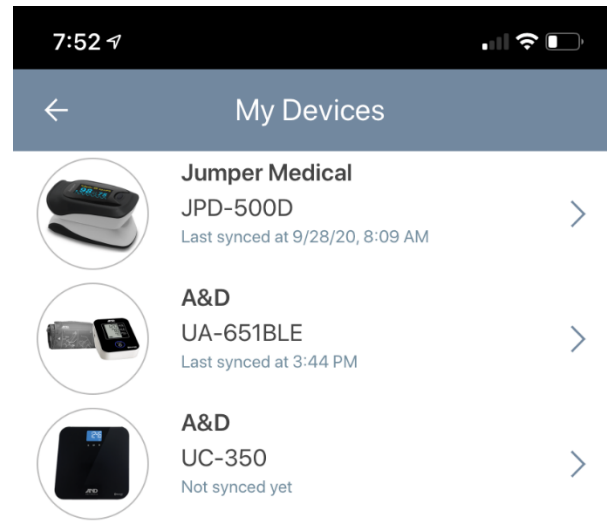 7:52
My Devices
Jumper Medical
JPD-500D
Last synced at 9/28/20, 8:09 AM
A&D
UA-651BLE
Last synced at 3:44 PM
A&D
UC-350
Not synced yet